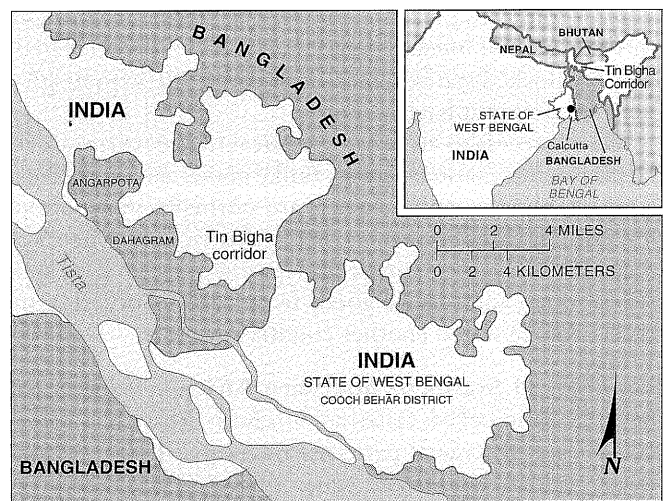 BANGLADESH
INDIA
ANGARPOTA
DAHAGRAM
Tin Bigha
corridor
Tista
INDIA
STATE OF WEST BENGAL
COOCH BEHĀR DISTRICT
BANGLADESH
0 2 4 MILES
0 2 4 KILOMETERS
N
BHUTAN
NEPAL
Tin Bigha
Corridor
STATE OF
WEST BENGAL
Calcutta
INDIA
BANGLADESH
BAY OF
BENGAL